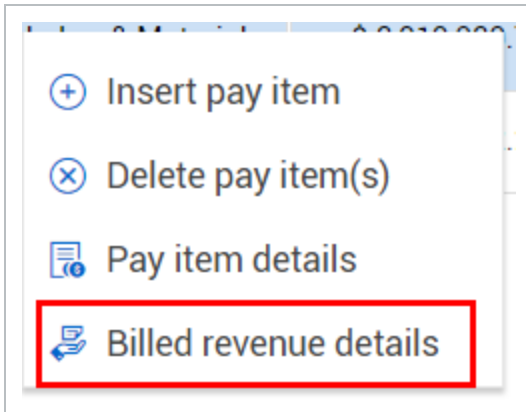 Insert pay item
Delete pay item(s)
Pay item details
Billed revenue details